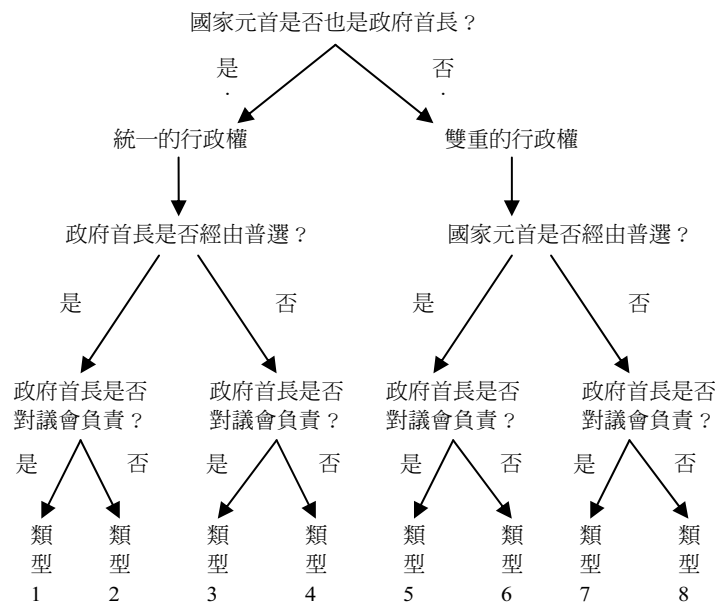 國家元首是否也是政府首長？
是 否
. .
統一的行政權 雙重的行政權
政府首長是否經由普選？ 國家元首是否經由普選？
是 否 是 否
政府首長是否 政府首長是否 政府首長是否 政府首長是否
對議會負責？ 對議會負責？ 對議會負責？ 對議會負責？
是 否 是 否 是 否 是 否
類 類 類 類 類 類 類 類
型 型 型 型 型 型 型 型
1 2 3 4 5 6 7 8